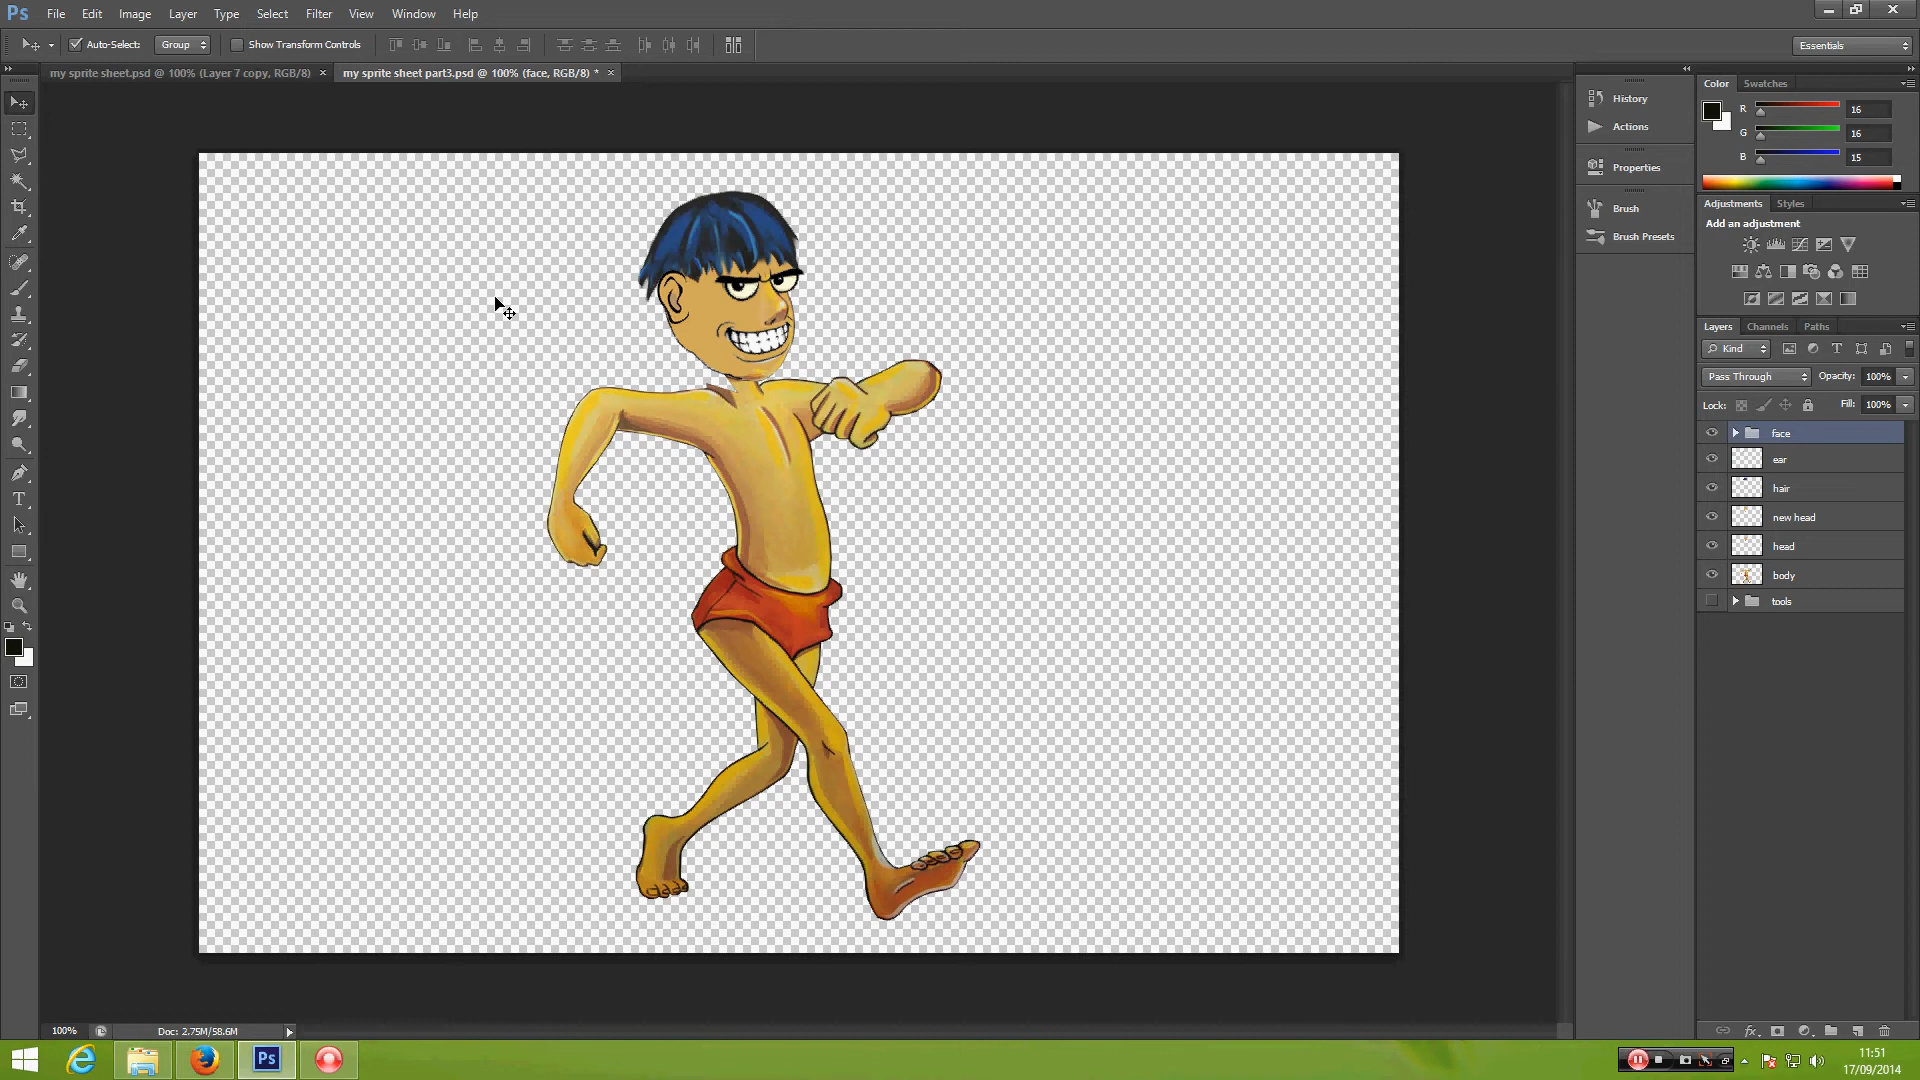 Ps File Edit Image Layer Type Select Filter View Window Help
Auto-Select: Group Show Transform Controls Essentials
my sprite sheet.psd @ 100% (Layer 7 copy, RGB/8) × my sprite sheet part3.psd @ 100% (face, RGB/8) * ×
History
Actions
Properties
Brush
Brush Presets
Color Swatches
R 16
G 16
B 15
Adjustments Styles
Add an adjustment
Layers Channels Paths
Kind
Pass Through Opacity: 100%
Lock: Fill: 100%
face
ear
hair
new head
head
body
tools
100% Doc: 2.75M/58.6M
Ps
11:51
17/09/2014